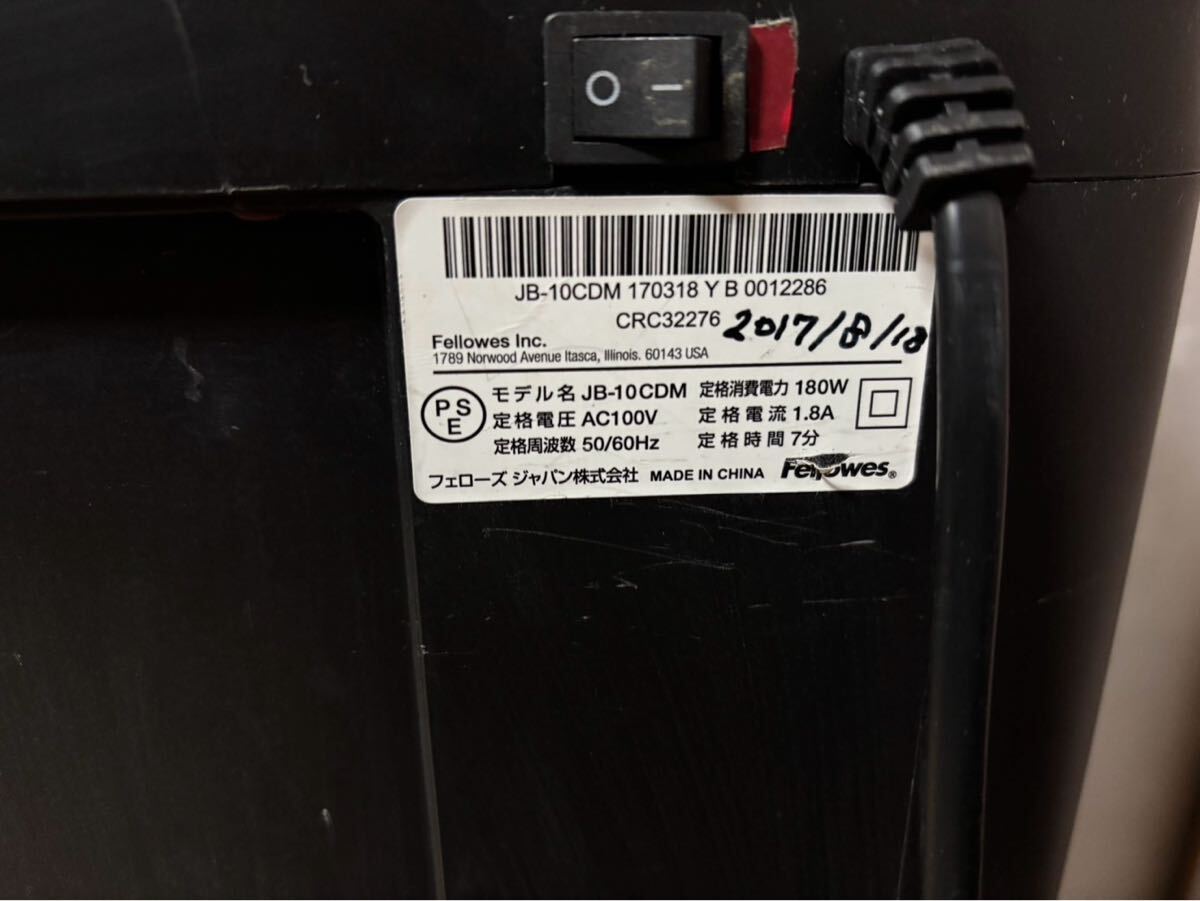 O I
JB-10CDM 170318 Y B 0012286
CRC32276 2017/8/18
Fellowes Inc.
1789 Norwood Avenue Itasca, Illinois. 60143 USA
PSE
モデル名 JB-10CDM 定格消費電力 180W
定格電圧 AC100V 定格電流 1.8A
定格周波数 50/60Hz 定格時間 7分
フェローズ ジャパン株式会社 MADE IN CHINA Fellowes®